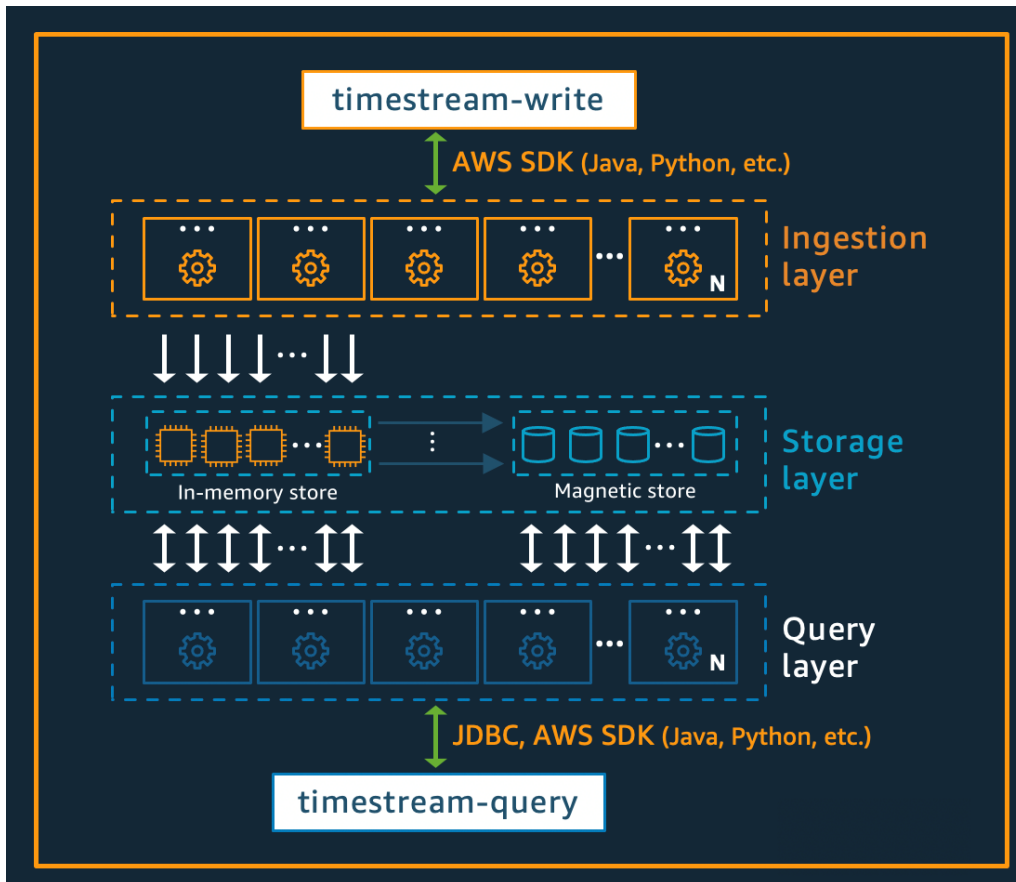 timestream-write
AWS SDK (Java, Python, etc.)
Ingestion
layer
N
Storage
layer
In-memory store
Magnetic store
Query
layer
N
JDBC, AWS SDK (Java, Python, etc.)
timestream-query